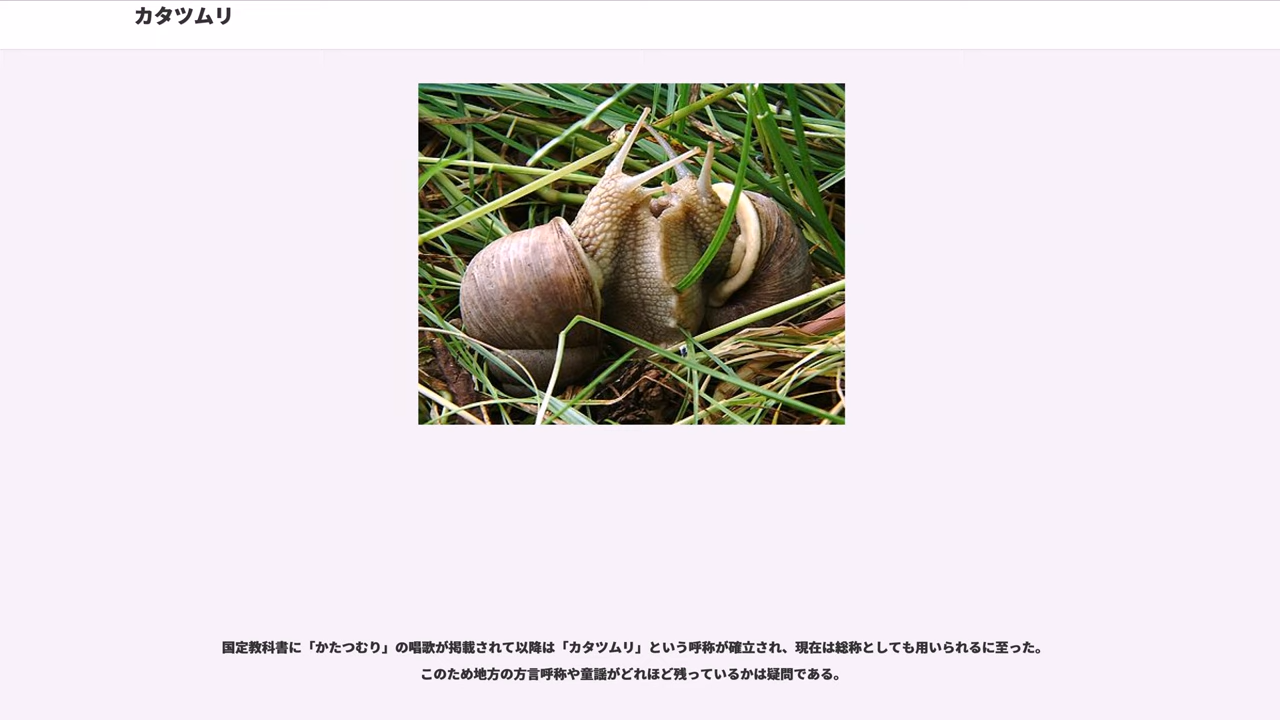 カタツムリ
国定教科書に「かたつむり」の唱歌が掲載されて以降は「カタツムリ」という呼称が確立され、現在は総称としても用いられるに至った。
このため地方の方言呼称や童謡がどれほど残っているかは疑問である。